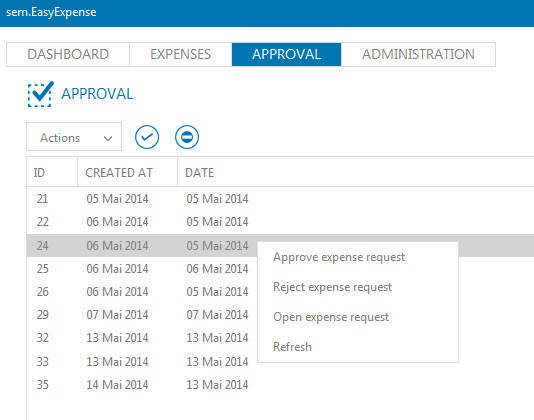 sem.EasyExpense
DASHBOARD EXPENSES APPROVAL ADMINISTRATION
APPROVAL
Actions
ID CREATED AT DATE
21 05 Mai 2014 05 Mai 2014
22 06 Mai 2014 05 Mai 2014
24 06 Mai 2014 05 Mai 2014
25 06 Mai 2014 06 Mai 2014
26 06 Mai 2014 05 Mai 2014
29 07 Mai 2014 07 Mai 2014
32 13 Mai 2014 13 Mai 2014
33 13 Mai 2014 13 Mai 2014
35 14 Mai 2014 13 Mai 2014
Approve expense request
Reject expense request
Open expense request
Refresh